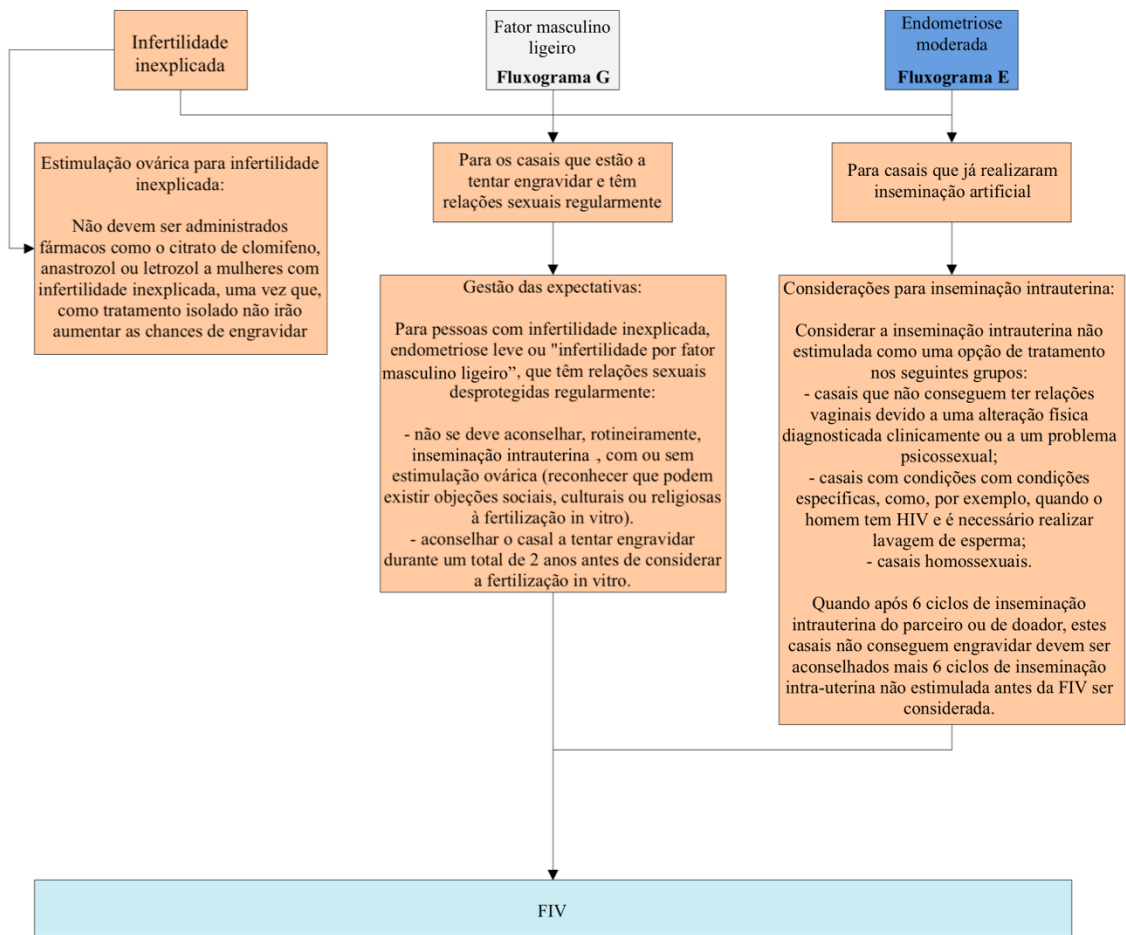 Infertilidade
inexplicada
Fator masculino
ligeiro
Fluxograma G
Endometriose
moderada
Fluxograma E
Estimulação ovárica para infertilidade
inexplicada:
Não devem ser administrados
fármacos como o citrato de clomifeno,
anastrozol ou letrozol a mulheres com
infertilidade inexplicada, uma vez que,
como tratamento isolado não irão
aumentar as chances de engravidar
Para os casais que estão a
tentar engravidar e têm
relações sexuais regularmente
Para casais que já realizaram
inseminação artificial
Gestão das expectativas:
Para pessoas com infertilidade inexplicada,
endometriose leve ou "infertilidade por fator
masculino ligeiro”, que têm relações sexuais
desprotegidas regularmente:
- não se deve aconselhar, rotineiramente,
inseminação intrauterina , com ou sem
estimulação ovárica (reconhecer que podem
existir objeções sociais, culturais ou religiosas
à fertilização in vitro).
- aconselhar o casal a tentar engravidar
durante um total de 2 anos antes de considerar
a fertilização in vitro.
Considerações para inseminação intrauterina:
Considerar a inseminação intrauterina não
estimulada como uma opção de tratamento
nos seguintes grupos:
- casais que não conseguem ter relações
vaginais devido a uma alteração física
diagnosticada clinicamente ou a um problema
psicossexual;
- casais com condições com condições
específicas, como, por exemplo, quando o
homem tem HIV e é necessário realizar
lavagem de esperma;
- casais homossexuais.
Quando após 6 ciclos de inseminação
intrauterina do parceiro ou de doador, estes
casais não conseguem engravidar devem ser
aconselhados mais 6 ciclos de inseminação
intra-uterina não estimulada antes da FIV ser
considerada.
FIV